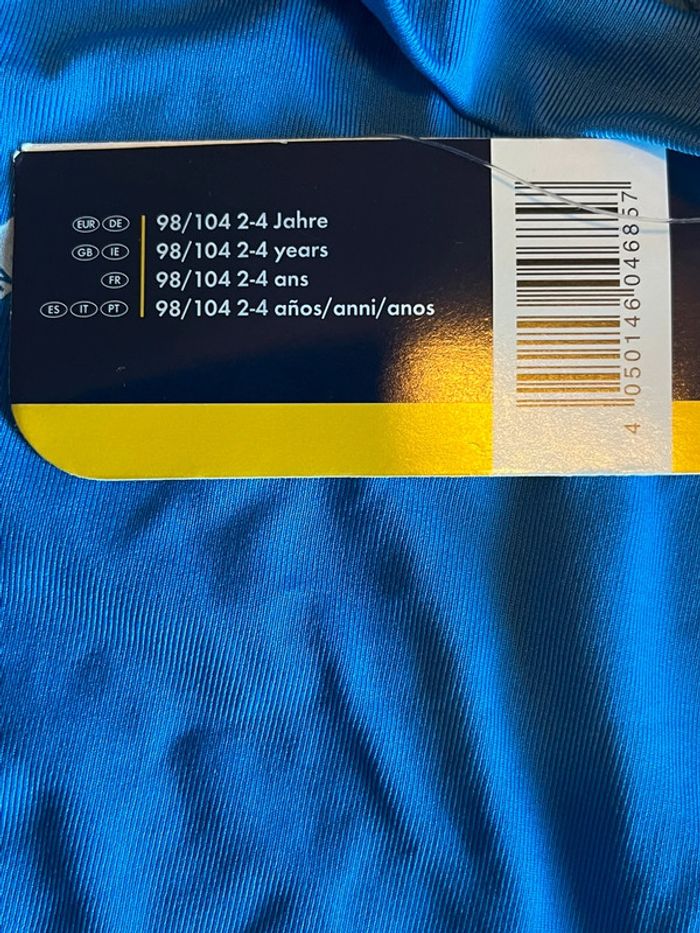 EUR DE 98/104 2-4 Jahre
GB IE 98/104 2-4 years
FR 98/104 2-4 ans
ES IT PT 98/104 2-4 años/anni/anos
4 050146 046857